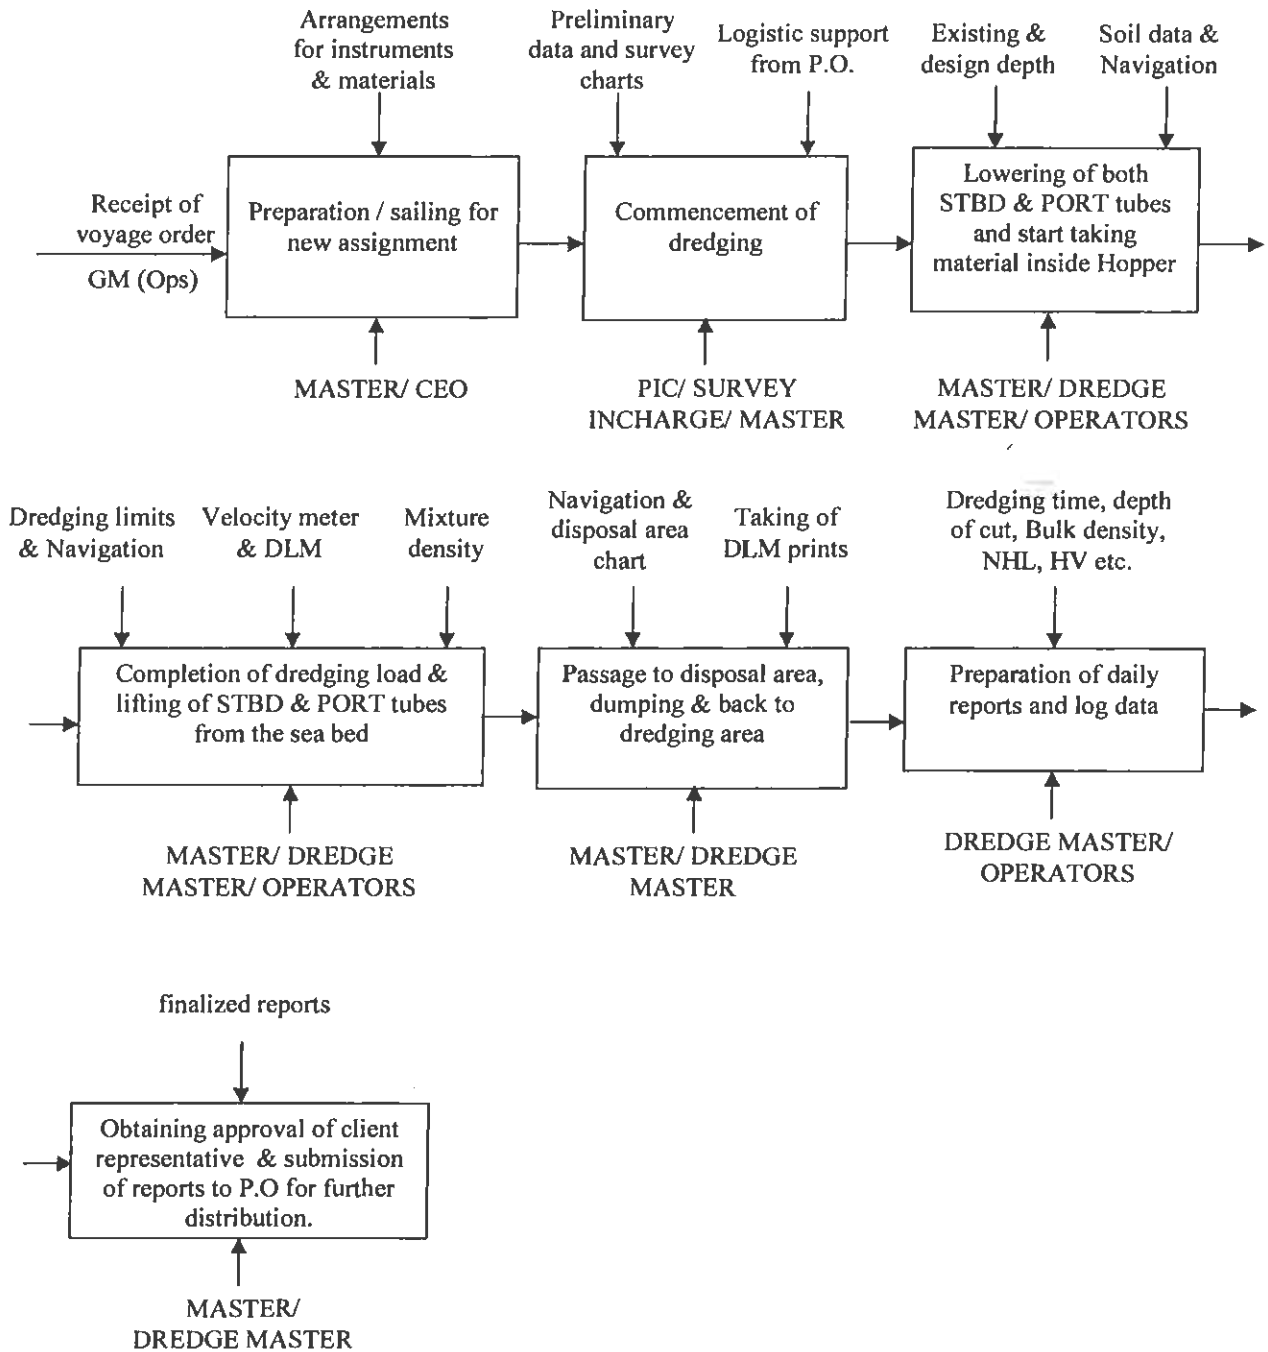 Arrangements
for instruments
& materials
Preliminary
data and survey
charts
Logistic support
from P.O.
Existing &
design depth
Soil data &
Navigation
Receipt of
voyage order
GM (Ops)
Preparation / sailing for
new assignment
Commencement of
dredging
Lowering of both
STBD & PORT tubes
and start taking
material inside Hopper
MASTER/ CEO
PIC/ SURVEY
INCHARGE/ MASTER
MASTER/ DREDGE
MASTER/ OPERATORS
Dredging limits
& Navigation
Velocity meter
& DLM
Mixture
density
Navigation &
disposal area
chart
Taking of
DLM prints
Dredging time, depth
of cut, Bulk density,
NHL, HV etc.
Completion of dredging load &
lifting of STBD & PORT tubes
from the sea bed
Passage to disposal area,
dumping & back to
dredging area
Preparation of daily
reports and log data
MASTER/ DREDGE
MASTER/ OPERATORS
MASTER/ DREDGE
MASTER
DREDGE MASTER/
OPERATORS
finalized reports
Obtaining approval of client
representative & submission
of reports to P.O for further
distribution.
MASTER/
DREDGE MASTER